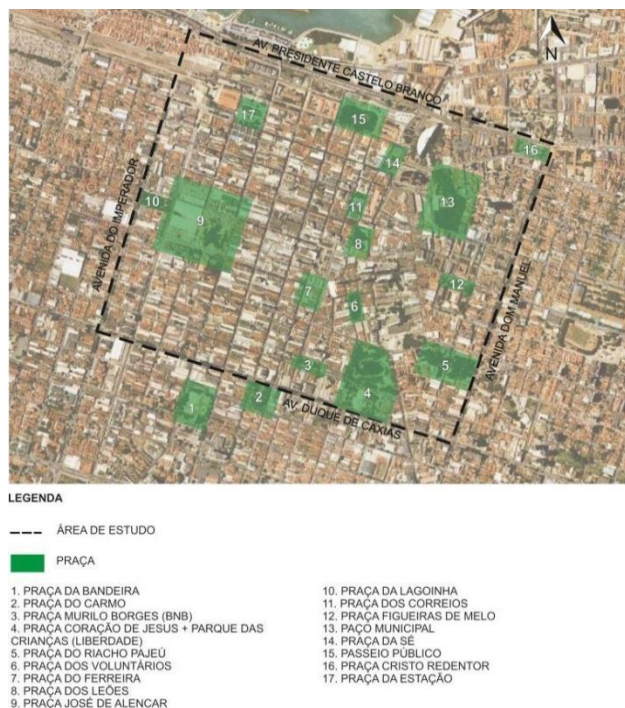 AV. PRESIDENTE CASTELO BRANCO
N
17
15
16
14
AVENIDA DO IMPERADOR
10
9
11
13
8
12
7
6
AVENIDA DOM MANUEL
3
5
4
1
2
AV. DUQUE DE CAXIAS
LEGENDA
ÁREA DE ESTUDO
PRAÇA
1. PRAÇA DA BANDEIRA
2. PRAÇA DO CARMO
3. PRAÇA MURILO BORGES (BNB)
4. PRAÇA CORAÇÃO DE JESUS + PARQUE DAS
CRIANÇAS (LIBERDADE)
5. PRAÇA DO RIACHO PAJEÚ
6. PRAÇA DOS VOLUNTÁRIOS
7. PRAÇA DO FERREIRA
8. PRAÇA DOS LEÕES
9. PRAÇA JOSÉ DE ALENCAR
10. PRAÇA DA LAGOINHA
11. PRAÇA DOS CORREIOS
12. PRAÇA FIGUEIRAS DE MELO
13. PAÇO MUNICIPAL
14. PRAÇA DA SÉ
15. PASSEIO PÚBLICO
16. PRAÇA CRISTO REDENTOR
17. PRAÇA DA ESTAÇÃO